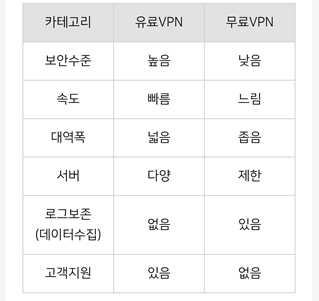 카테고리 유료VPN 무료VPN
보안수준 높음 낮음
속도 빠름 느림
대역폭 넓음 좁음
서버 다양 제한
로그보존
(데이터수집) 없음 있음
고객지원 있음 없음